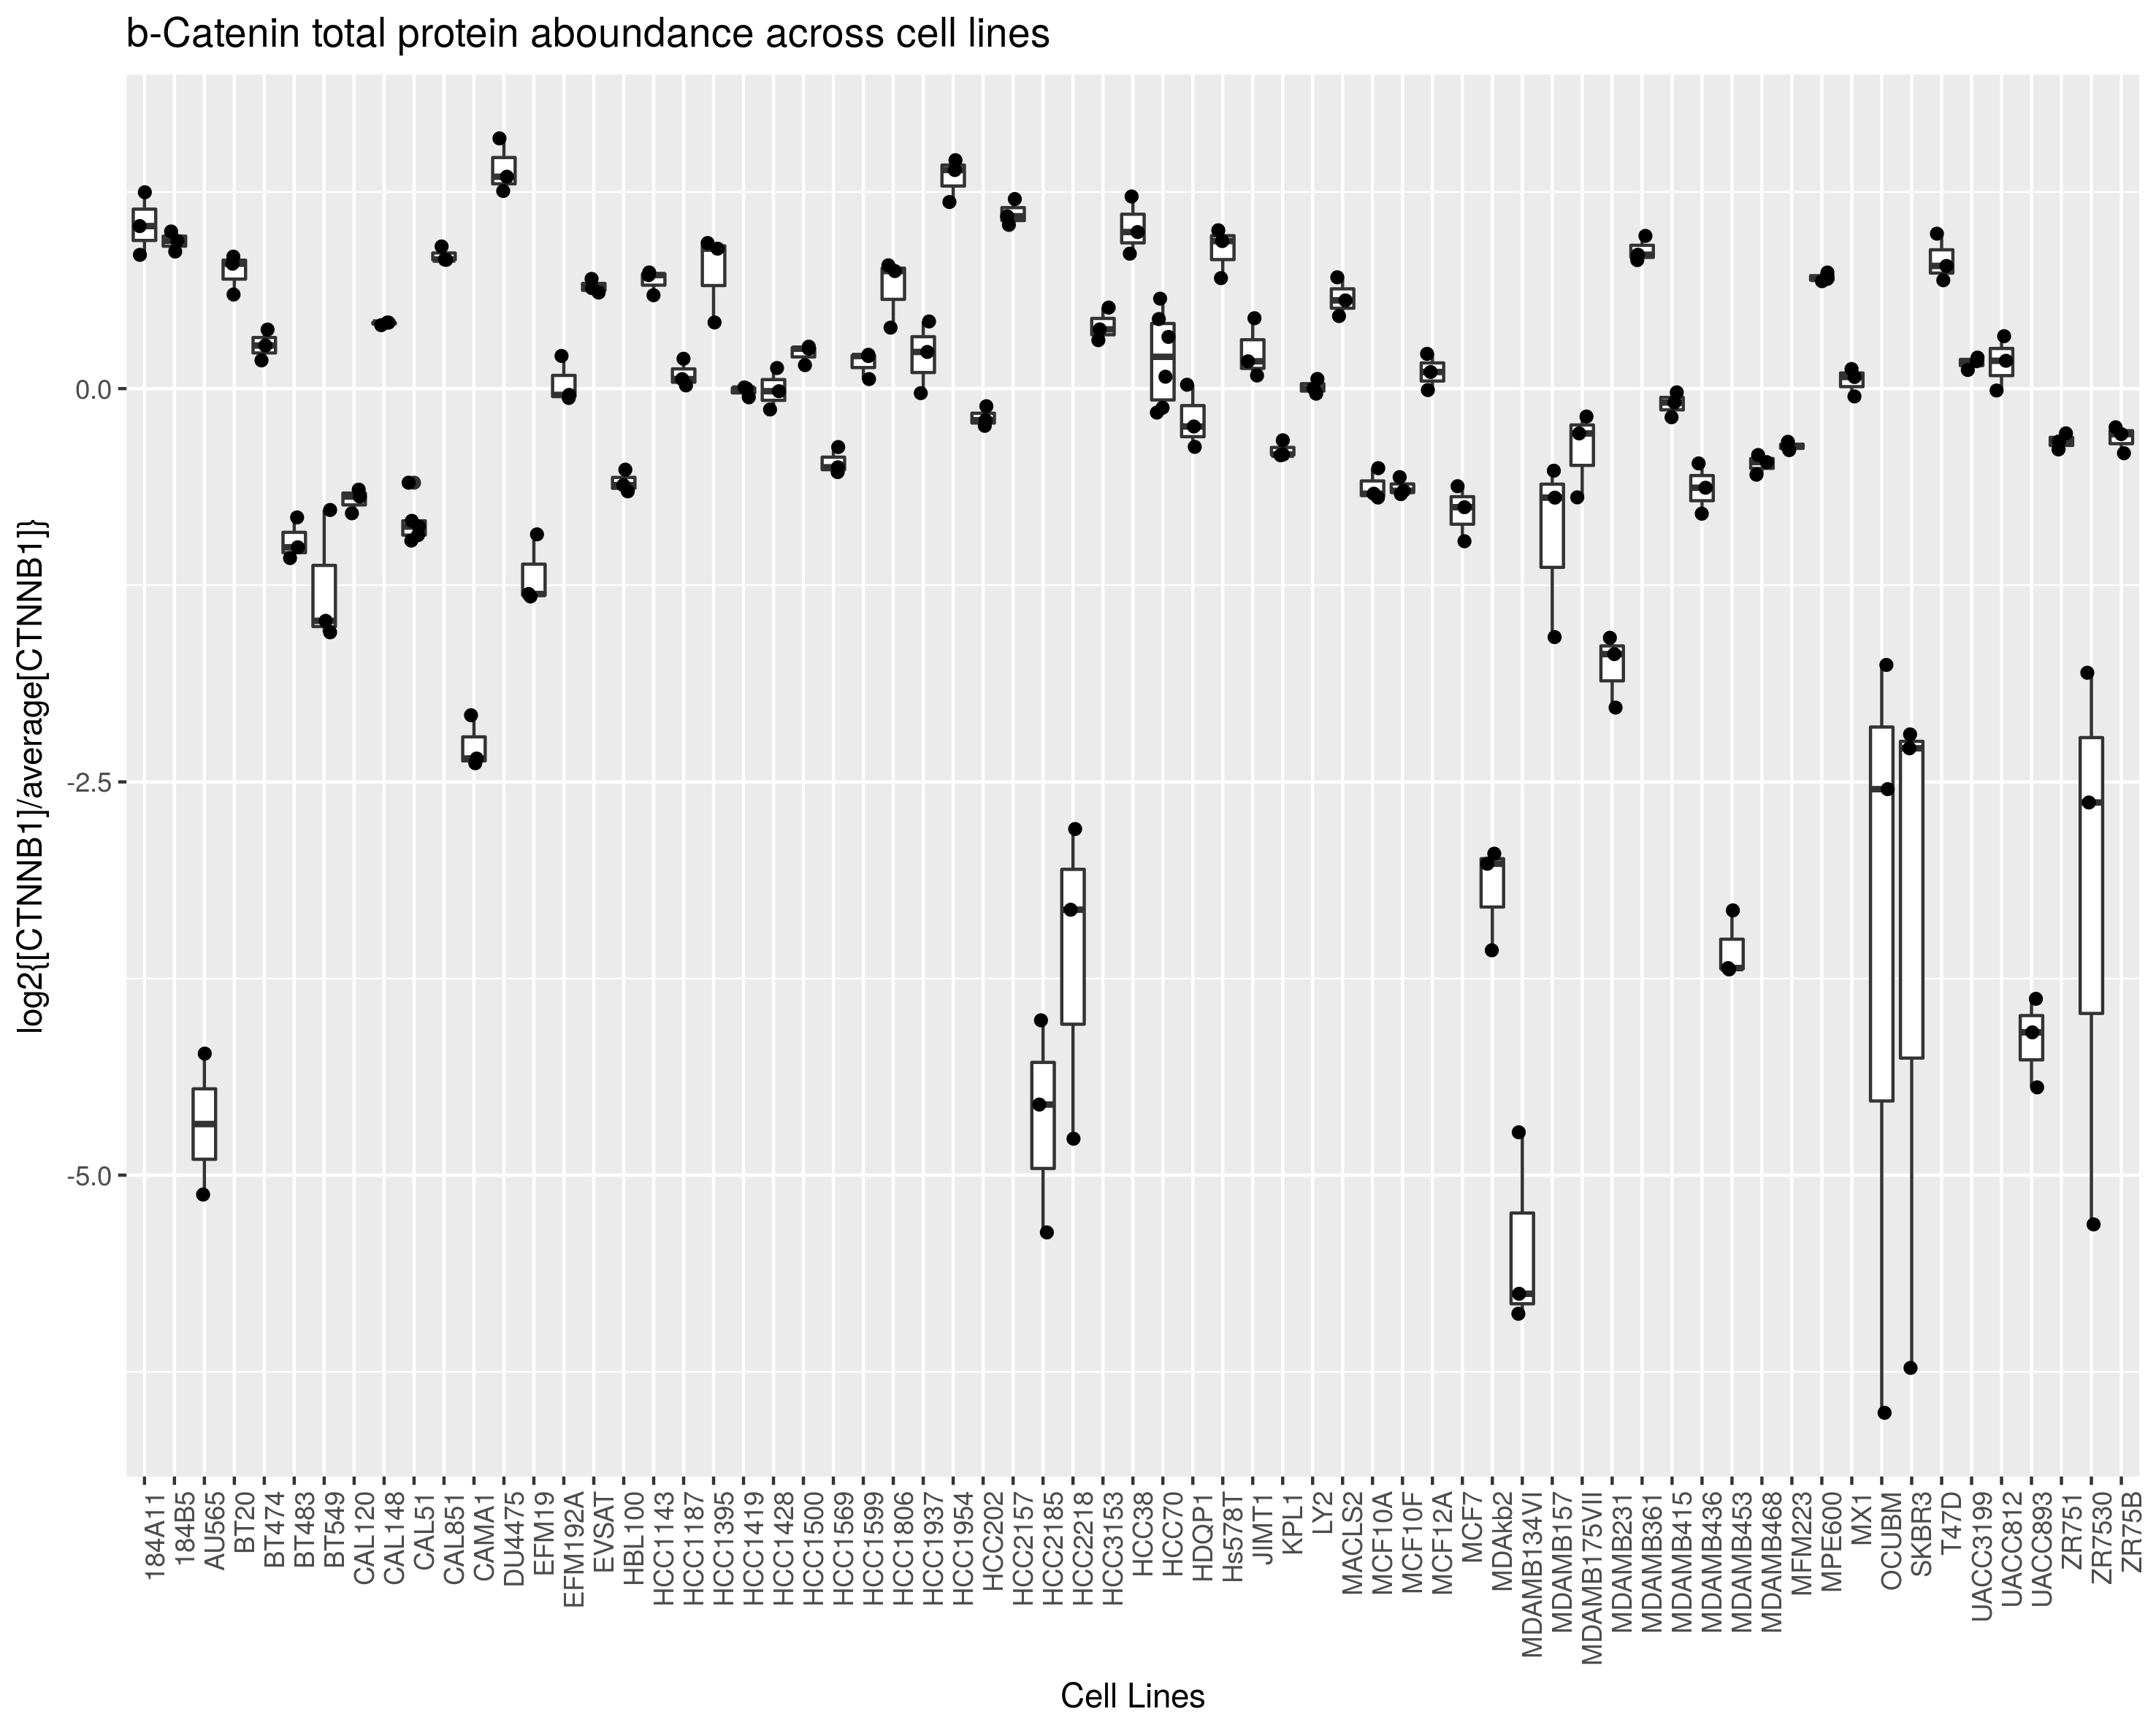 b-Catenin total protein aboundance across cell lines
log2{[CTNNB1]/average[CTNNB1]}
0.0
-2.5
-5.0
184A11
184B5
AU565
BT20
BT474
BT483
BT549
CAL120
CAL148
CAL51
CAL851
CAMA1
DU4475
EFM19
EFM192A
EVSAT
HBL100
HCC1143
HCC1187
HCC1395
HCC1419
HCC1428
HCC1500
HCC1569
HCC1599
HCC1806
HCC1937
HCC1954
HCC202
HCC2157
HCC2185
HCC2218
HCC3153
HCC38
HCC70
HDQP1
Hs578T
JIMT1
KPL1
LY2
MACLS2
MCF10A
MCF10F
MCF12A
MCF7
MDAkb2
MDAMB134VI
MDAMB157
MDAMB175VII
MDAMB231
MDAMB361
MDAMB415
MDAMB436
MDAMB453
MDAMB468
MFM223
MPE600
MX1
OCUBM
SKBR3
T47D
UACC3199
UACC812
UACC893
ZR751
ZR7530
ZR75B
Cell Lines